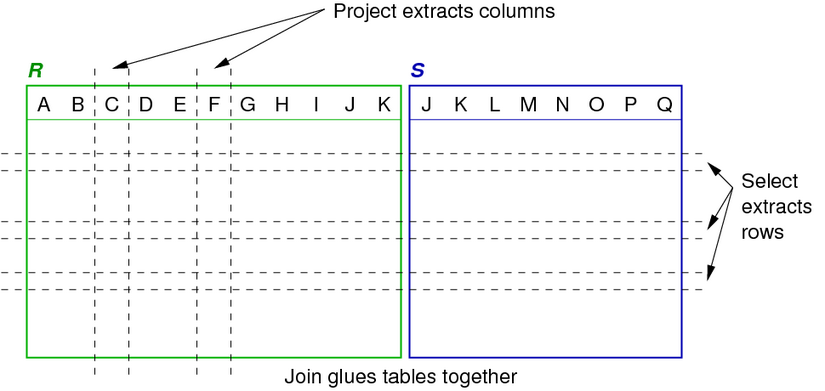 Project extracts columns
R
S
A B C D E F G H I J K
J K L M N O P Q
Select
extracts
rows
Join glues tables together